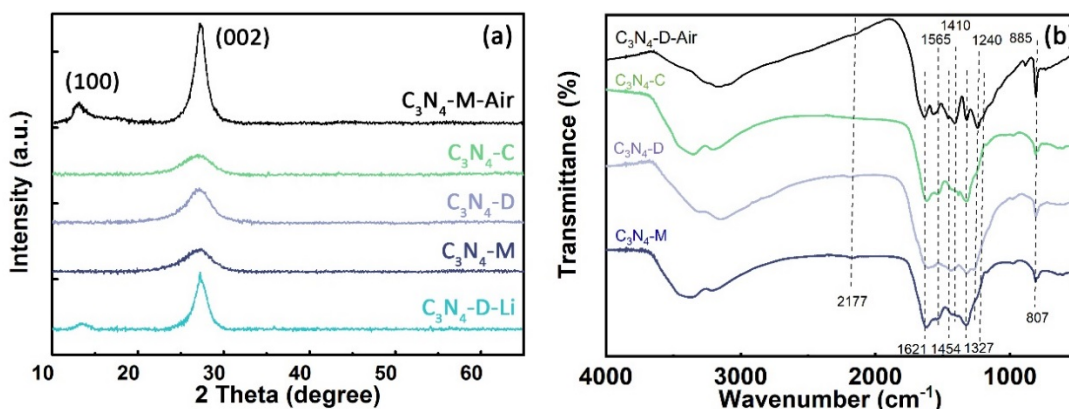 (a)
(002)
(100)
C₃N₄-M-Air
C₃N₄-C
C₃N₄-D
C₃N₄-M
C₃N₄-D-Li
Intensity (a.u.)
10 20 30 40 50 60
2 Theta (degree)
(b)
1410
1565 1240 885
C₃N₄-D-Air
C₃N₄-C
C₃N₄-D
C₃N₄-M
2177
807
1621 1454 1327
Transmittance (%)
4000 3000 2000 1000
Wavenumber (cm⁻¹)